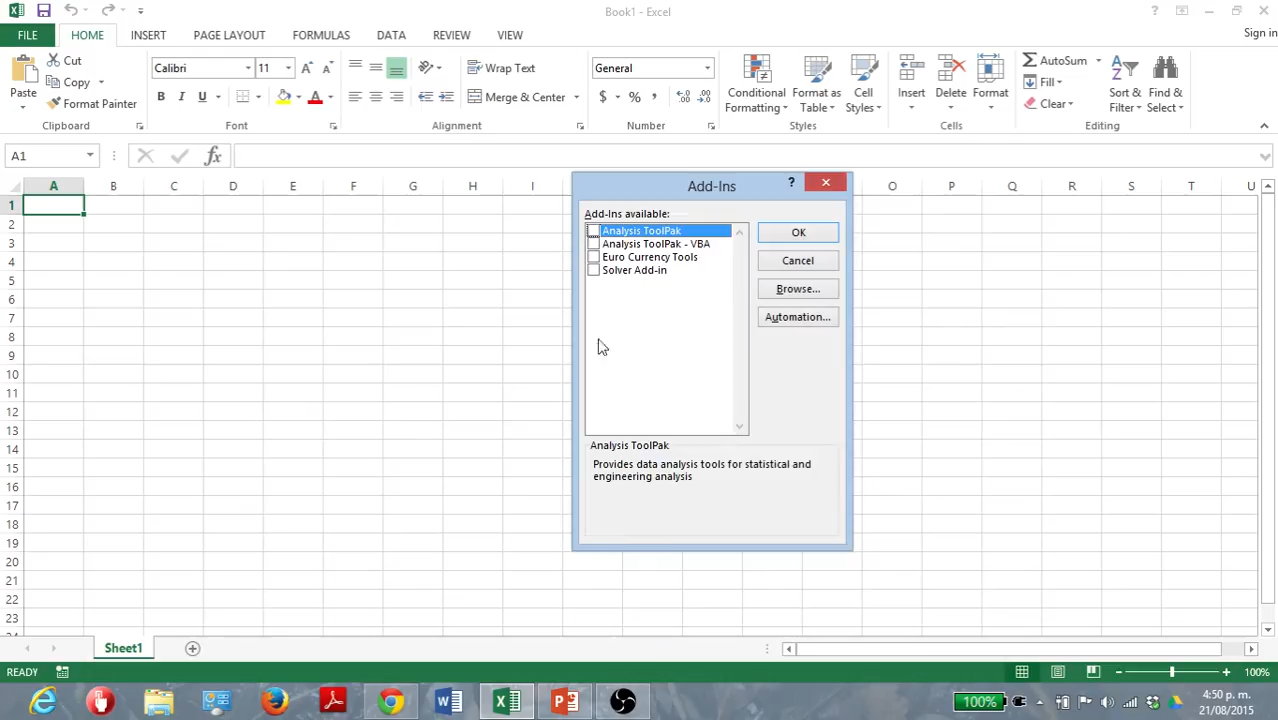 Book1 - Excel
?
FILE HOME INSERT PAGE LAYOUT FORMULAS DATA REVIEW VIEW Sign in
Paste
Cut
Copy
Format Painter
Clipboard
Calibri 11
B I U
Font
Wrap Text
Merge & Center
Alignment
General
$ % ,
Number
Conditional Formatting
Format as Table
Cell Styles
Styles
Insert
Delete
Format
Cells
AutoSum
Fill
Clear
Sort & Filter
Find & Select
Editing
A1 fx
A B C D E F G H I O P Q R S T U
1
2
3
4
5
6
7
8
9
10
11
12
13
14
15
16
17
18
19
20
21
22
23
24
Add-Ins ?
Add-Ins available:
Analysis ToolPak
Analysis ToolPak - VBA
Euro Currency Tools
Solver Add-in
OK
Cancel
Browse...
Automation...
Analysis ToolPak
Provides data analysis tools for statistical and
engineering analysis
Sheet1
READY 100%
100%
4:50 p. m.
21/08/2015